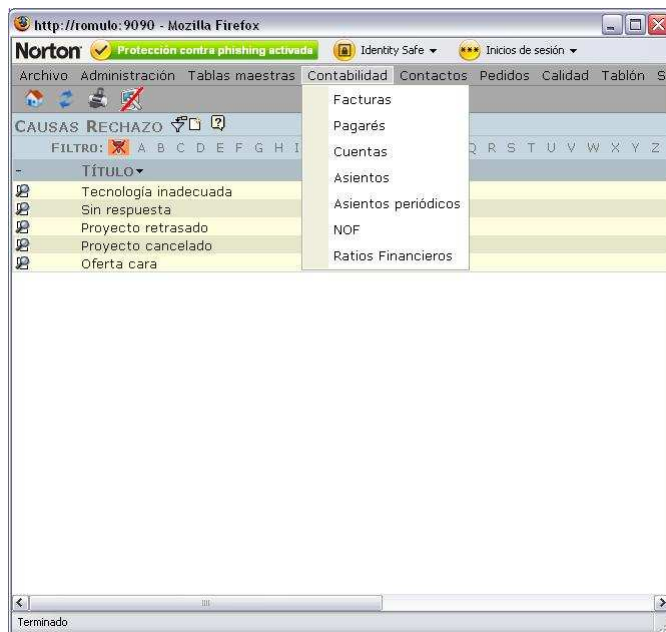 http://romulo:9090 - Mozilla Firefox
Norton Protección contra phishing activada Identity Safe Inicios de sesión
Archivo Administración Tablas maestras Contabilidad Contactos Pedidos Calidad Tablón S
CAUSAS RECHAZO
FILTRO: A B C D E F G H I Q R S T U V W X Y Z
- TÍTULO
Tecnología inadecuada
Sin respuesta
Proyecto retrasado
Proyecto cancelado
Oferta cara
Facturas
Pagarés
Cuentas
Asientos
Asientos periódicos
NOF
Ratios Financieros
Terminado